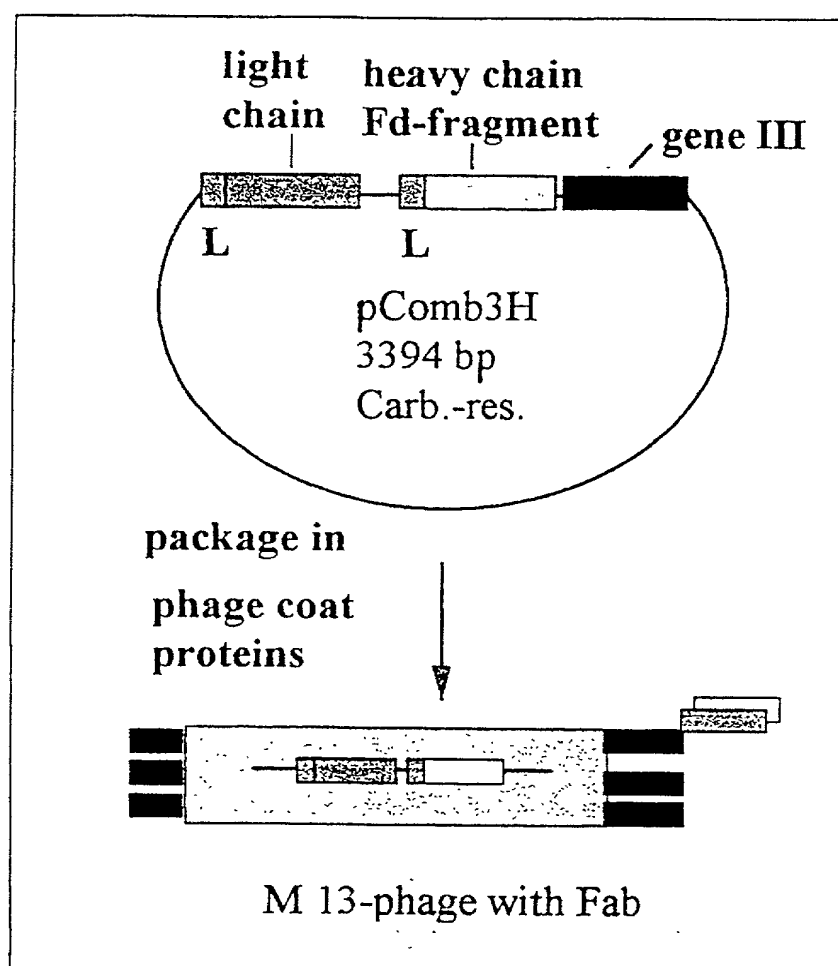 light
chain
heavy chain
Fd-fragment
gene III
L
L
pComb3H
3394 bp
Carb.-res.
package in
phage coat
proteins
M 13-phage with Fab